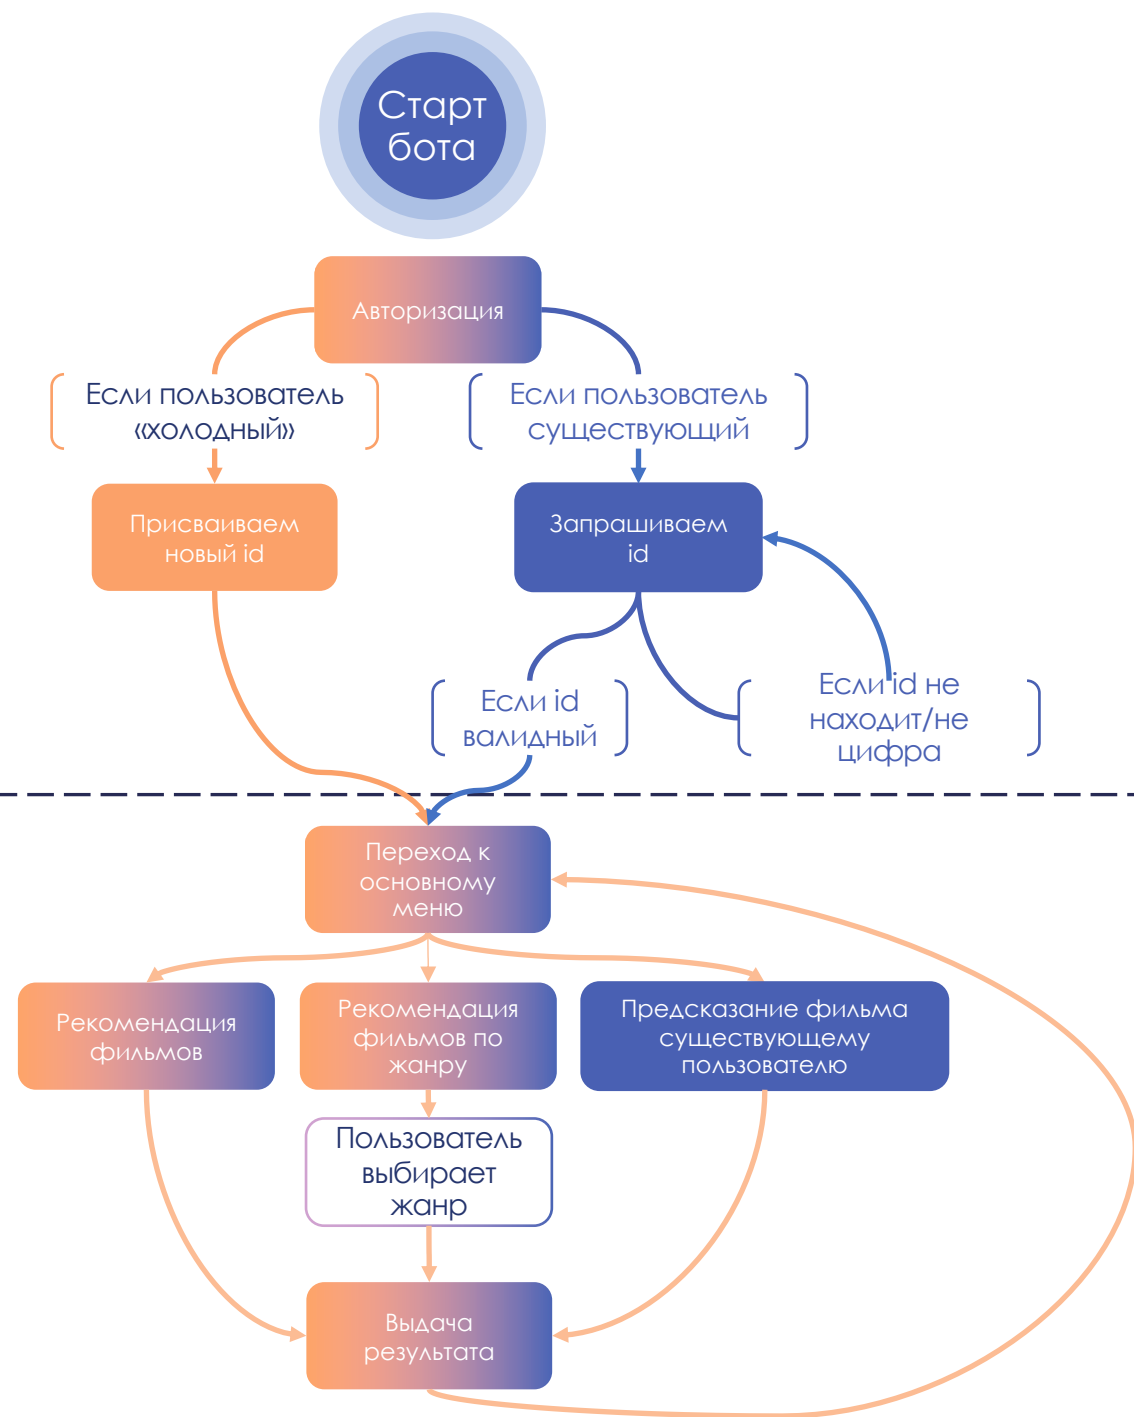 Старт
бота
Авторизация
Если пользователь
«холодный»
Если пользователь
существующий
Присваиваем
новый id
Запрашиваем
id
Если id
валидный
Если id не
находит/не
цифра
Переход к
основному
меню
Рекомендация
фильмов
Рекомендация
фильмов по
жанру
Предсказание фильма
существующему
пользователю
Пользователь
выбирает
жанр
Выдача
результата